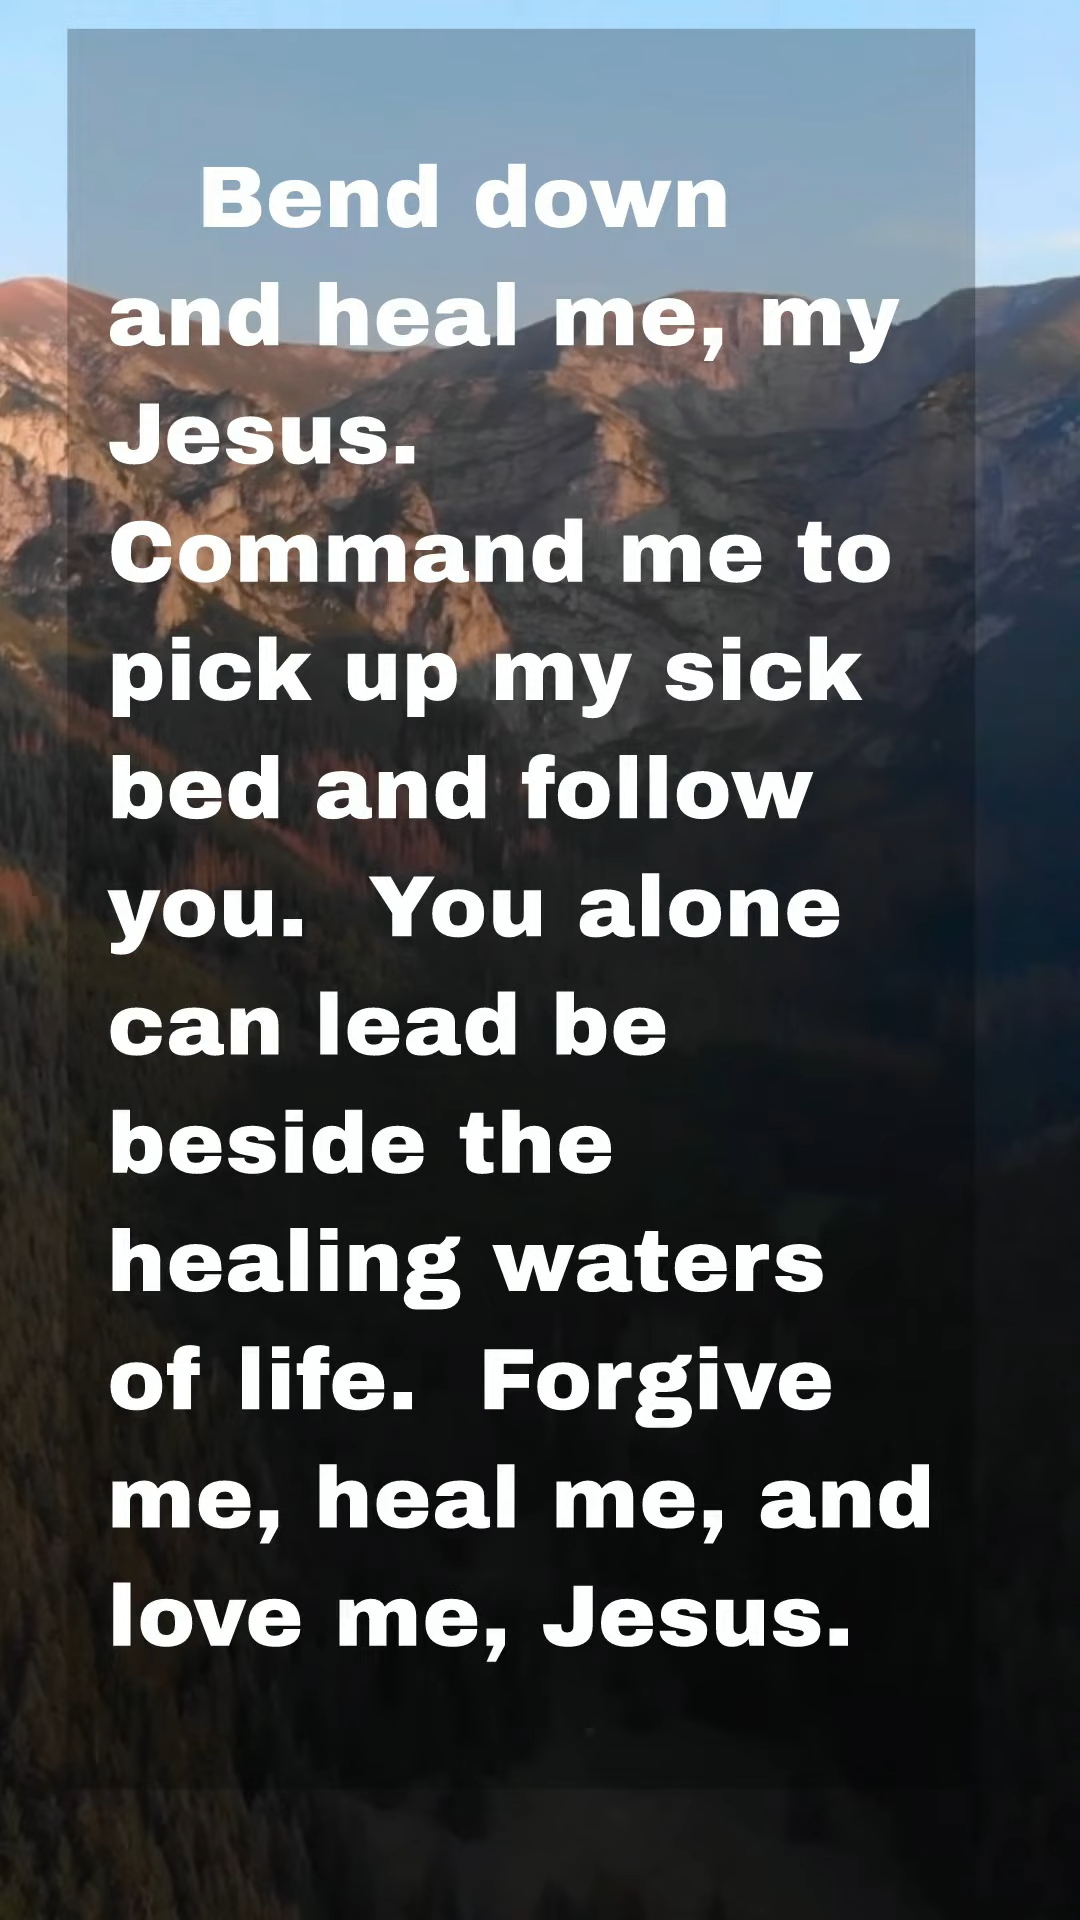 Bend down
and heal me, my
Jesus.
Command me to
pick up my sick
bed and follow
you.  You alone
can lead be
beside the
healing waters
of life.  Forgive
me, heal me, and
love me, Jesus.